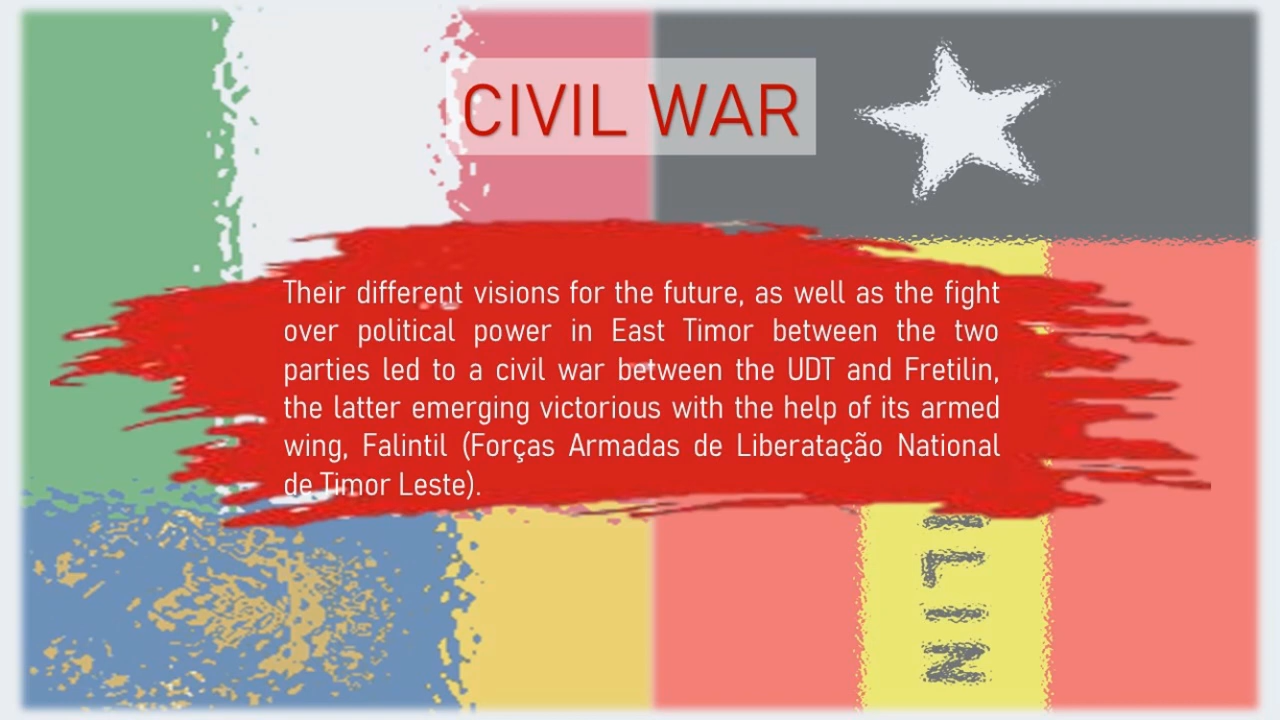 CIVIL WAR
Their different visions for the future, as well as the fight
over political power in East Timor between the two
parties led to a civil war between the UDT and Fretilin,
the latter emerging victorious with the help of its armed
wing, Falintil (Forças Armadas de Liberatação National
de Timor Leste).
ILIN